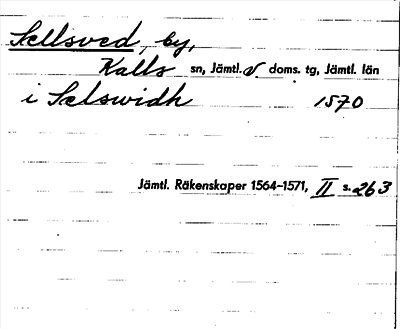 Sellsved, by,
Kalls sn, Jämtl. v doms. tg, Jämtl. län
i Selswidh 1570
Jämtl. Räkenskaper 1564–1571, II s. 263